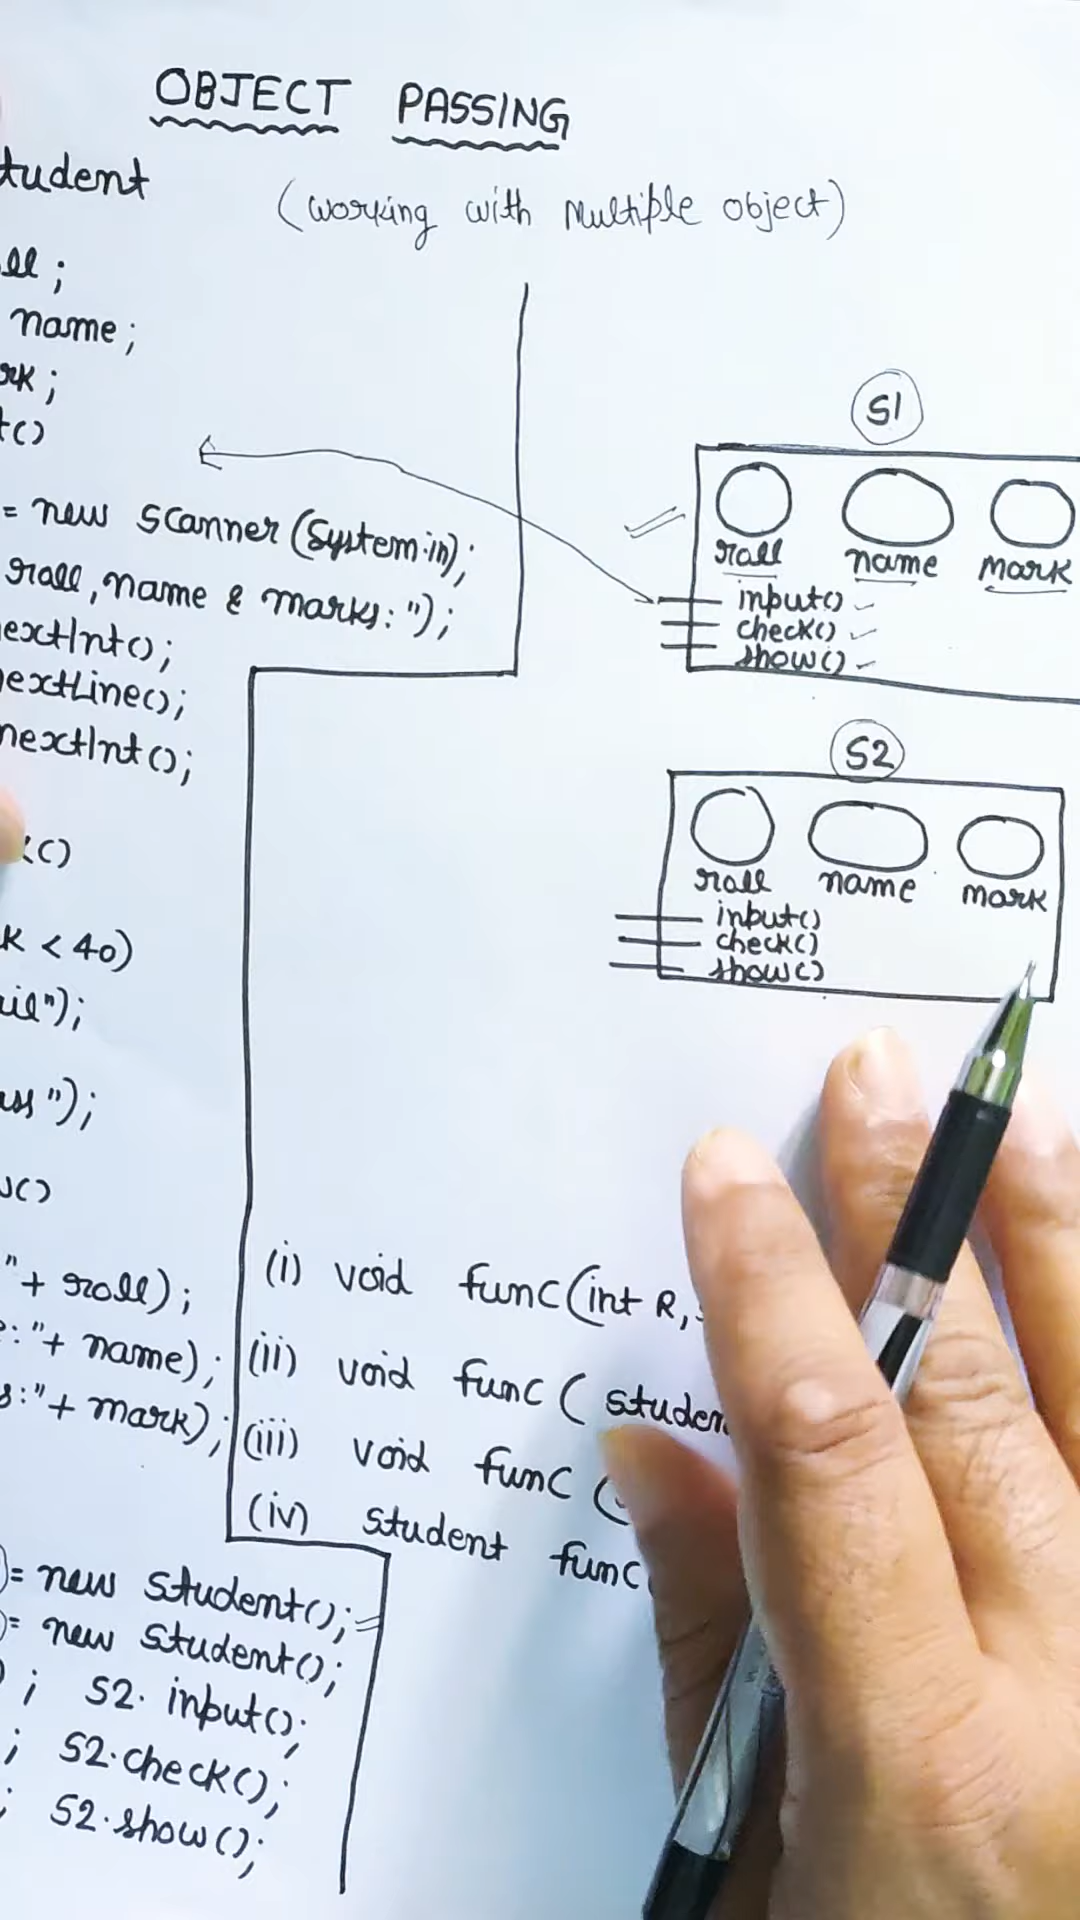 OBJECT PASSING
(working with Multiple object)
tudent
name;
= new scanner(System.in);
roll, name & marks:");
extInt();
extLine();
nextInt();
k < 40)
"+ roll);
:"+ name);
s:"+ mark);
= new student();
= new student();
; S2.input();
; S2.check();
; S2.show();
S1
roll name mark
input()
check()
show()
S2
roll name mark
input()
check()
show()
(i) void func(int R,
(ii) void func( studen
(iii) void func (
(iv) student func